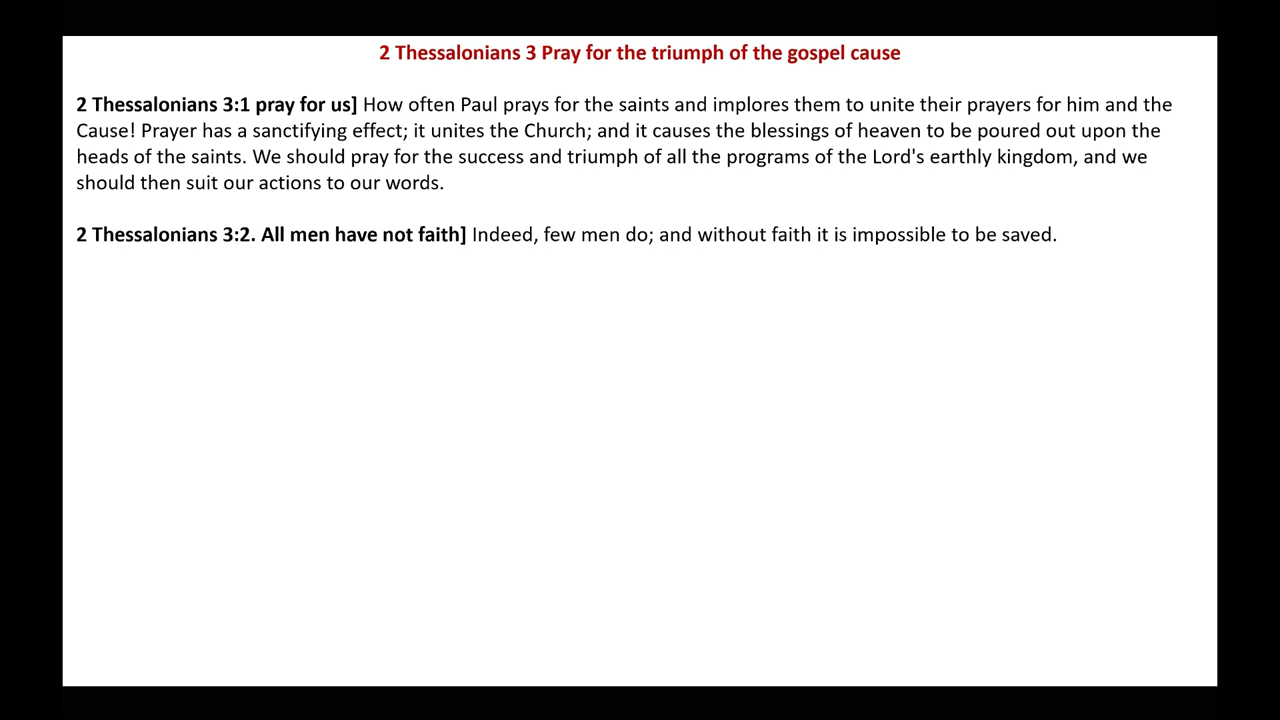 2 Thessalonians 3 Pray for the triumph of the gospel cause
2 Thessalonians 3:1 pray for us] How often Paul prays for the saints and implores them to unite their prayers for him and the
Cause! Prayer has a sanctifying effect; it unites the Church; and it causes the blessings of heaven to be poured out upon the
heads of the saints. We should pray for the success and triumph of all the programs of the Lord's earthly kingdom, and we
should then suit our actions to our words.
2 Thessalonians 3:2. All men have not faith] Indeed, few men do; and without faith it is impossible to be saved.